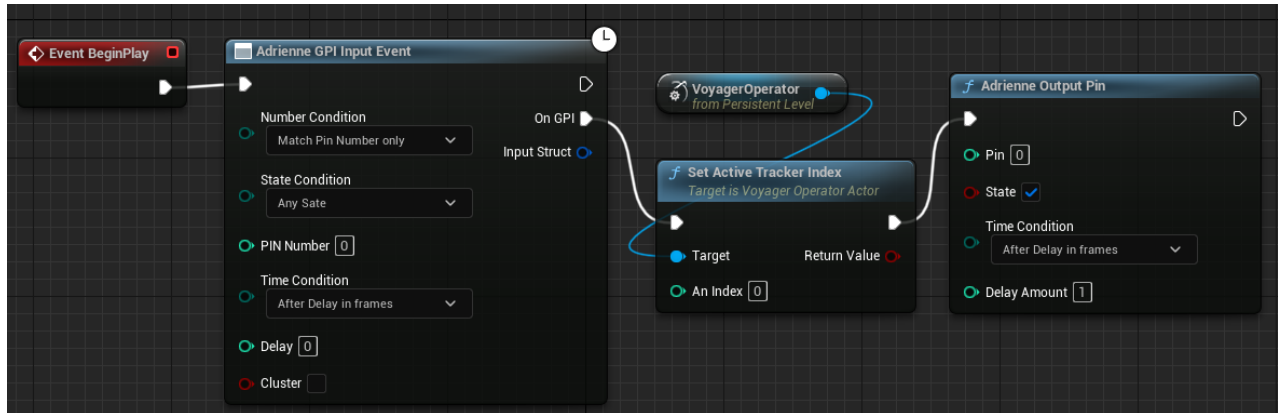 Event BeginPlay
Adrienne GPI Input Event
Number Condition
Match Pin Number only
On GPI
Input Struct
State Condition
Any Sate
PIN Number 0
Time Condition
After Delay in frames
Delay 0
Cluster
VoyagerOperator
from Persistent Level
Set Active Tracker Index
Target is Voyager Operator Actor
Target
Return Value
An Index 0
Adrienne Output Pin
Pin 0
State
Time Condition
After Delay in frames
Delay Amount 1